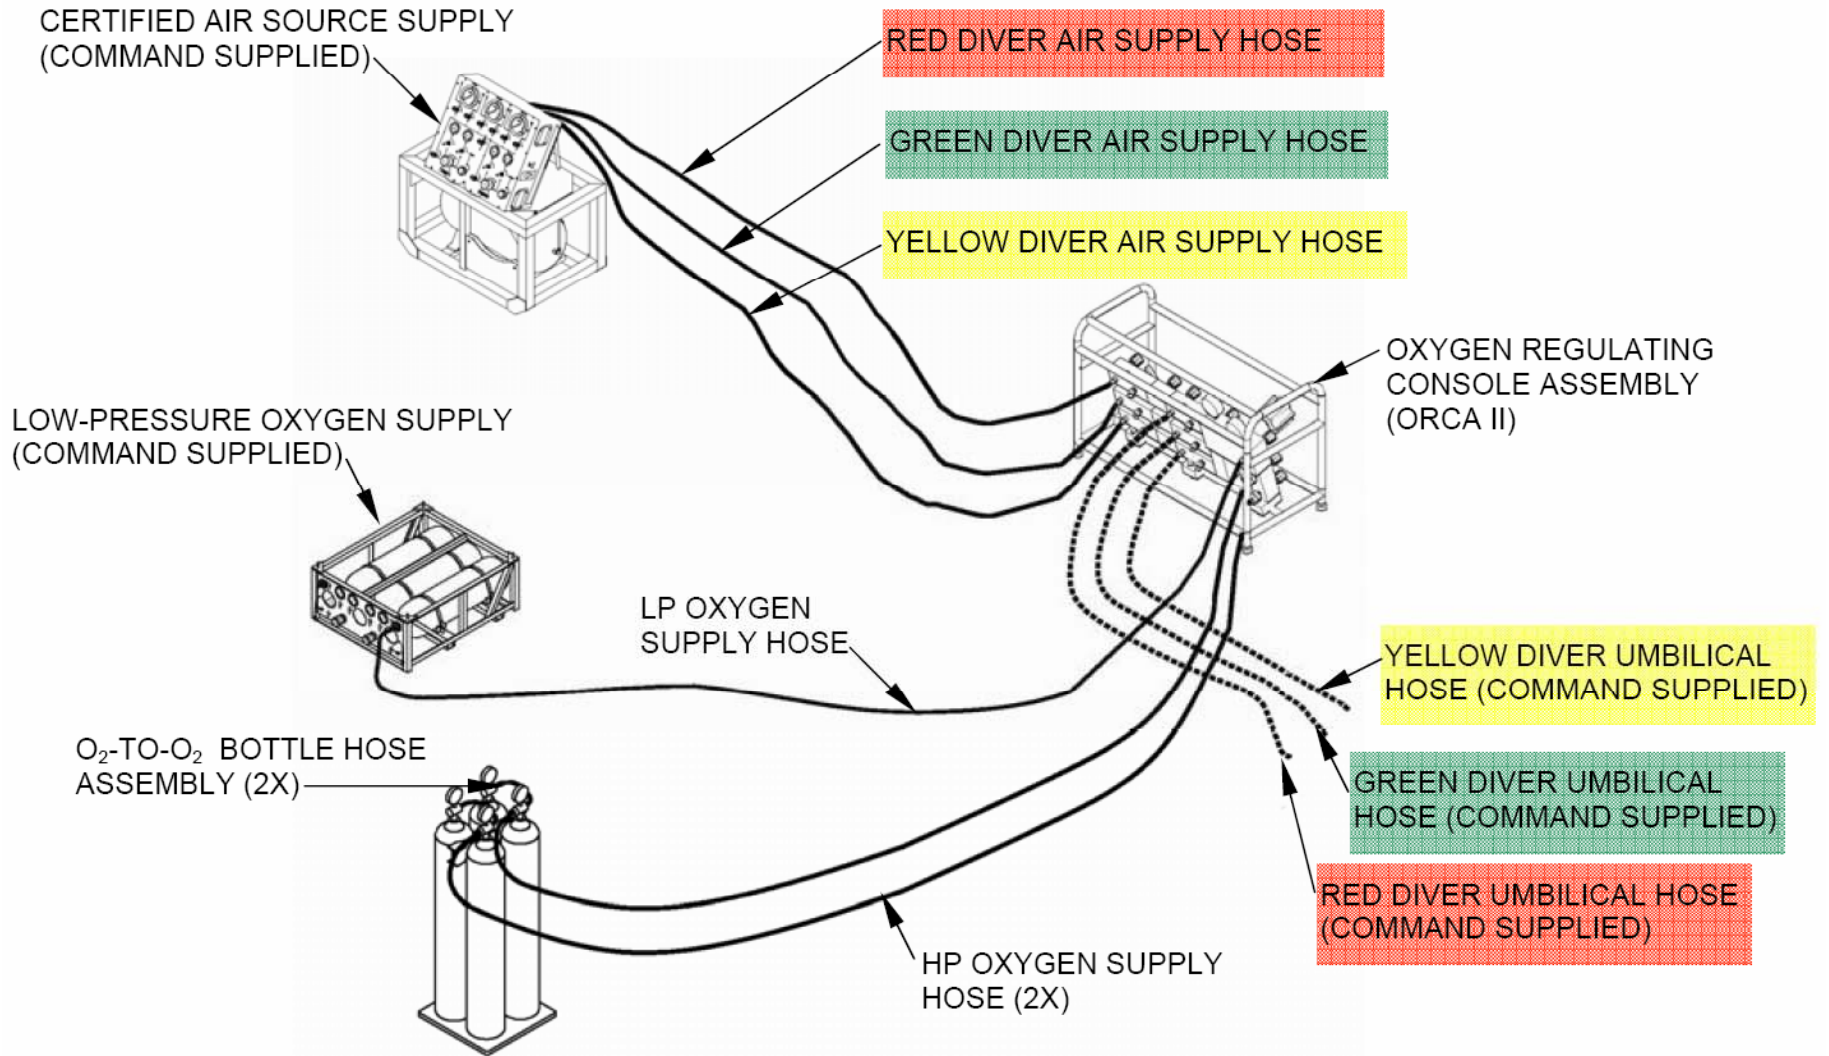 CERTIFIED AIR SOURCE SUPPLY
(COMMAND SUPPLIED)
RED DIVER AIR SUPPLY HOSE
GREEN DIVER AIR SUPPLY HOSE
YELLOW DIVER AIR SUPPLY HOSE
OXYGEN REGULATING
CONSOLE ASSEMBLY
(ORCA II)
LOW-PRESSURE OXYGEN SUPPLY
(COMMAND SUPPLIED)
LP OXYGEN
SUPPLY HOSE
YELLOW DIVER UMBILICAL
HOSE (COMMAND SUPPLIED)
O₂-TO-O₂ BOTTLE HOSE
ASSEMBLY (2X)
GREEN DIVER UMBILICAL
HOSE (COMMAND SUPPLIED)
RED DIVER UMBILICAL HOSE
(COMMAND SUPPLIED)
HP OXYGEN SUPPLY
HOSE (2X)